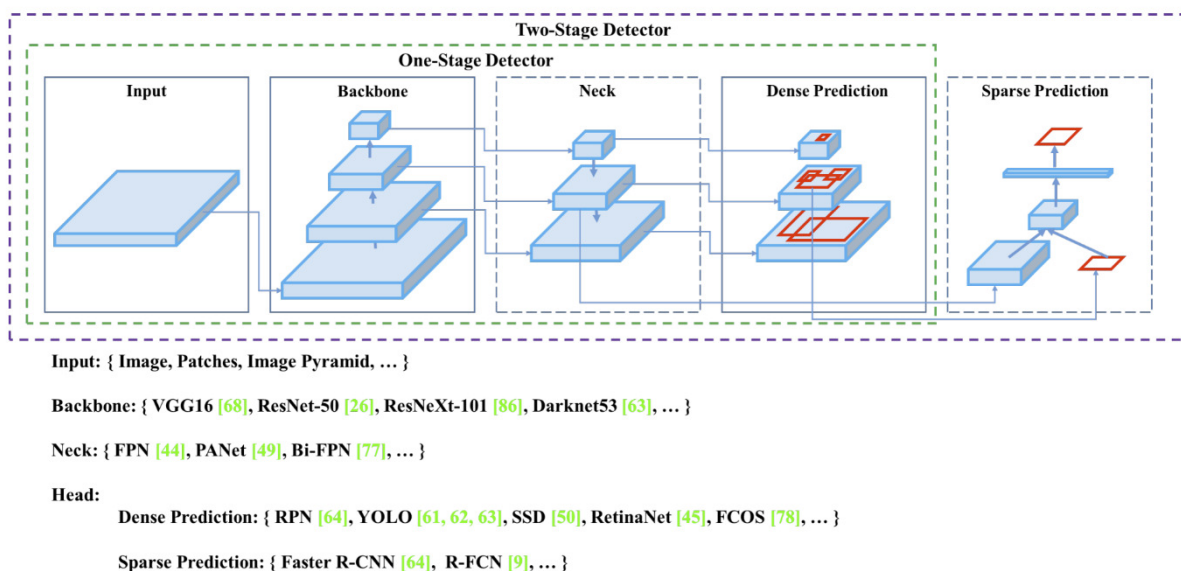 Two-Stage Detector
One-Stage Detector
Input
Backbone
Neck
Dense Prediction
Sparse Prediction
Input: { Image, Patches, Image Pyramid, … }
Backbone: { VGG16 [68], ResNet-50 [26], ResNeXt-101 [86], Darknet53 [63], … }
Neck: { FPN [44], PANet [49], Bi-FPN [77], … }
Head:
Dense Prediction: { RPN [64], YOLO [61, 62, 63], SSD [50], RetinaNet [45], FCOS [78], … }
Sparse Prediction: { Faster R-CNN [64], R-FCN [9], … }